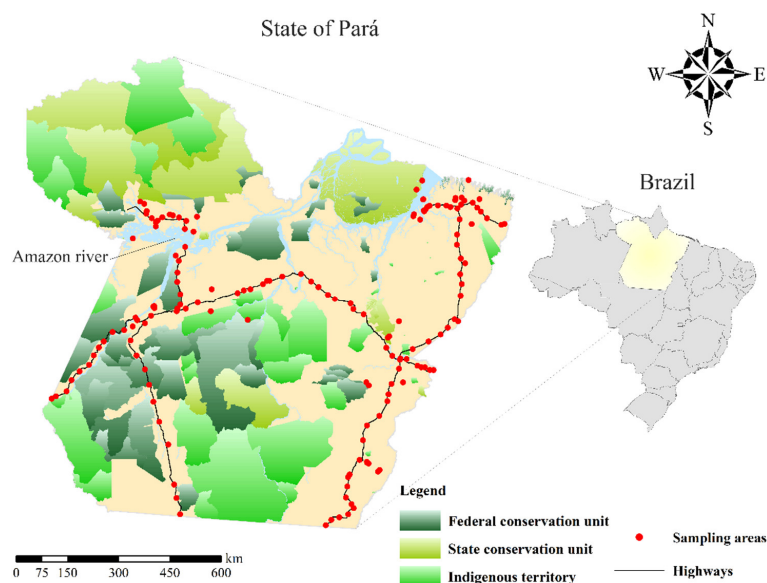 State of Pará
N
W
E
S
Brazil
Amazon river
Legend
Federal conservation unit
State conservation unit
Indigenous territory
Sampling areas
Highways
km
0 75 150 300 450 600